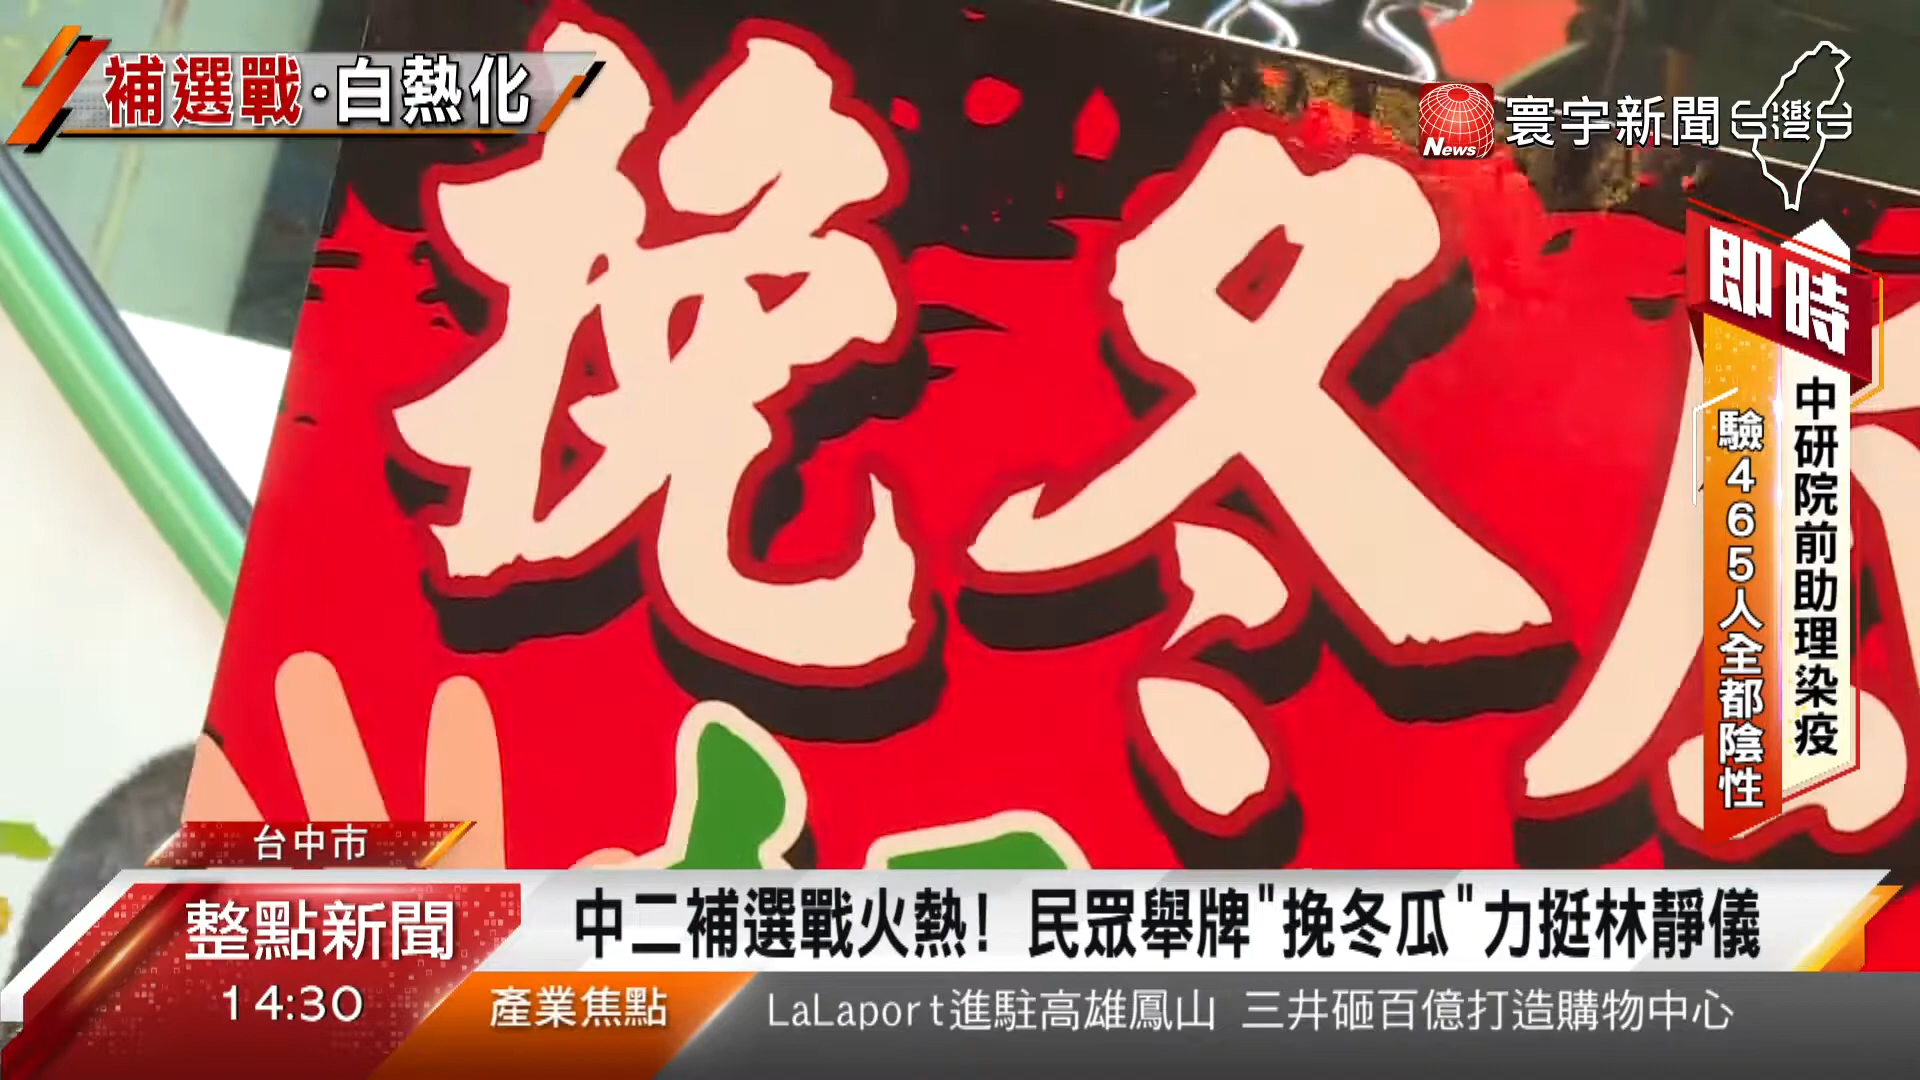 補選戰·白熱化
News 寰宇新聞 台灣台
即時
中研院前助理染疫
驗465人全都陰性
挽冬
台中市
整點新聞
14:30
中二補選戰火熱! 民眾舉牌"挽冬瓜"力挺林靜儀
產業焦點
LaLaport進駐高雄鳳山 三井砸百億打造購物中心